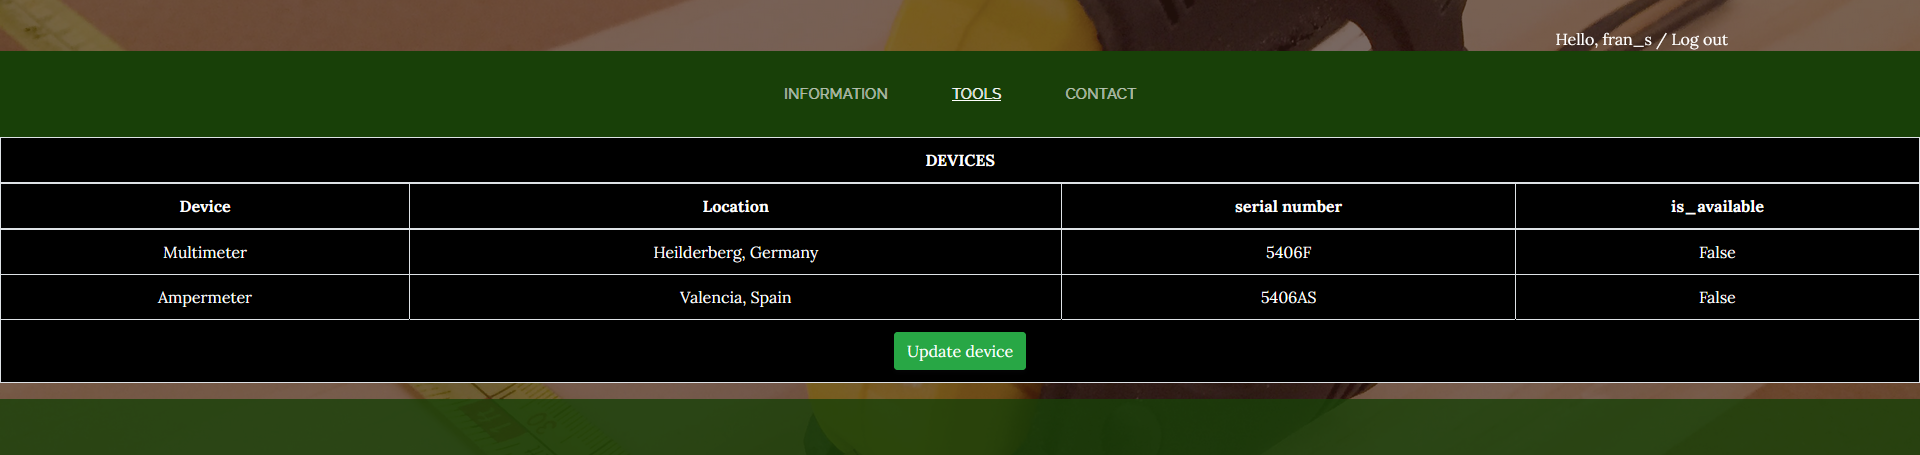 Hello, fran_s / Log out
INFORMATION TOOLS CONTACT
DEVICES
Device Location serial number is_available
Multimeter Heilderberg, Germany 5406F False
Ampermeter Valencia, Spain 5406AS False
Update device